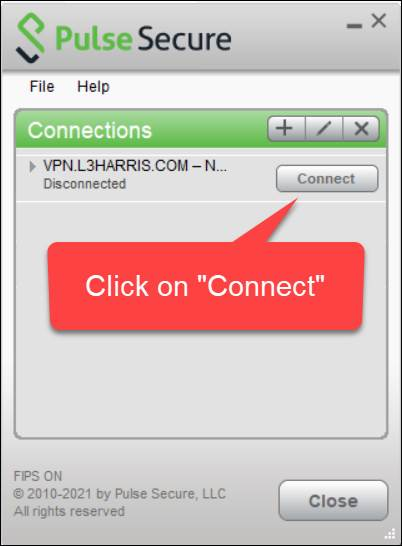 Pulse Secure
File Help
Connections
VPN.L3HARRIS.COM – N...
Disconnected
Connect
Click on "Connect"
FIPS ON
© 2010-2021 by Pulse Secure, LLC
All rights reserved
Close